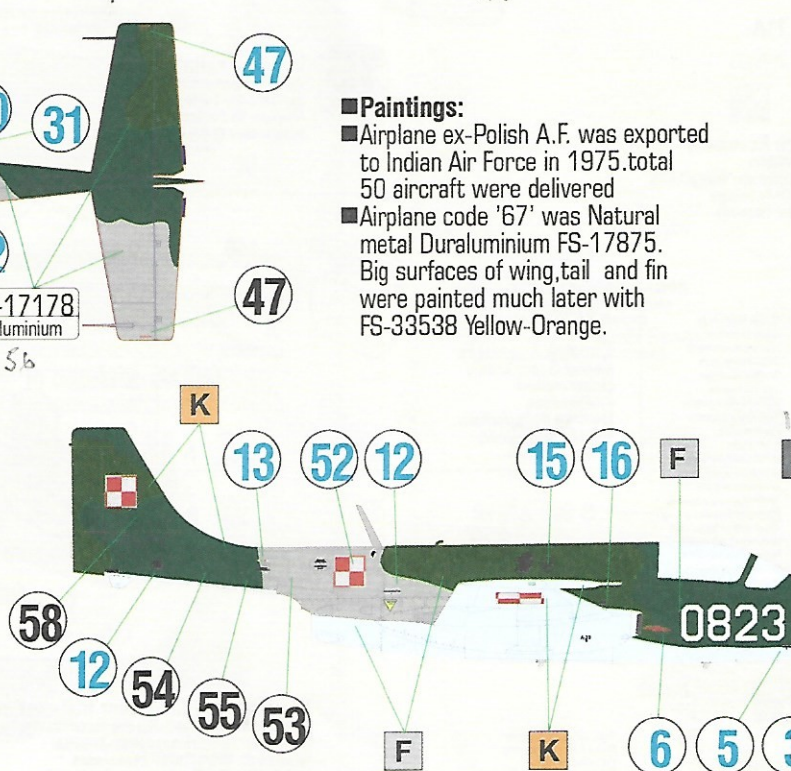 47
31
■Paintings:
■Airplane ex-Polish A.F. was exported
to Indian Air Force in 1975.total
50 aircraft were delivered
■Airplane code '67' was Natural
metal Duraluminium FS-17875.
Big surfaces of wing,tail and fin
were painted much later with
FS-33538 Yellow-Orange.
-17178
luminium
47
56
K
13 52 12 15 16 F
0823
58
12
54
55
53
F
K
6 5